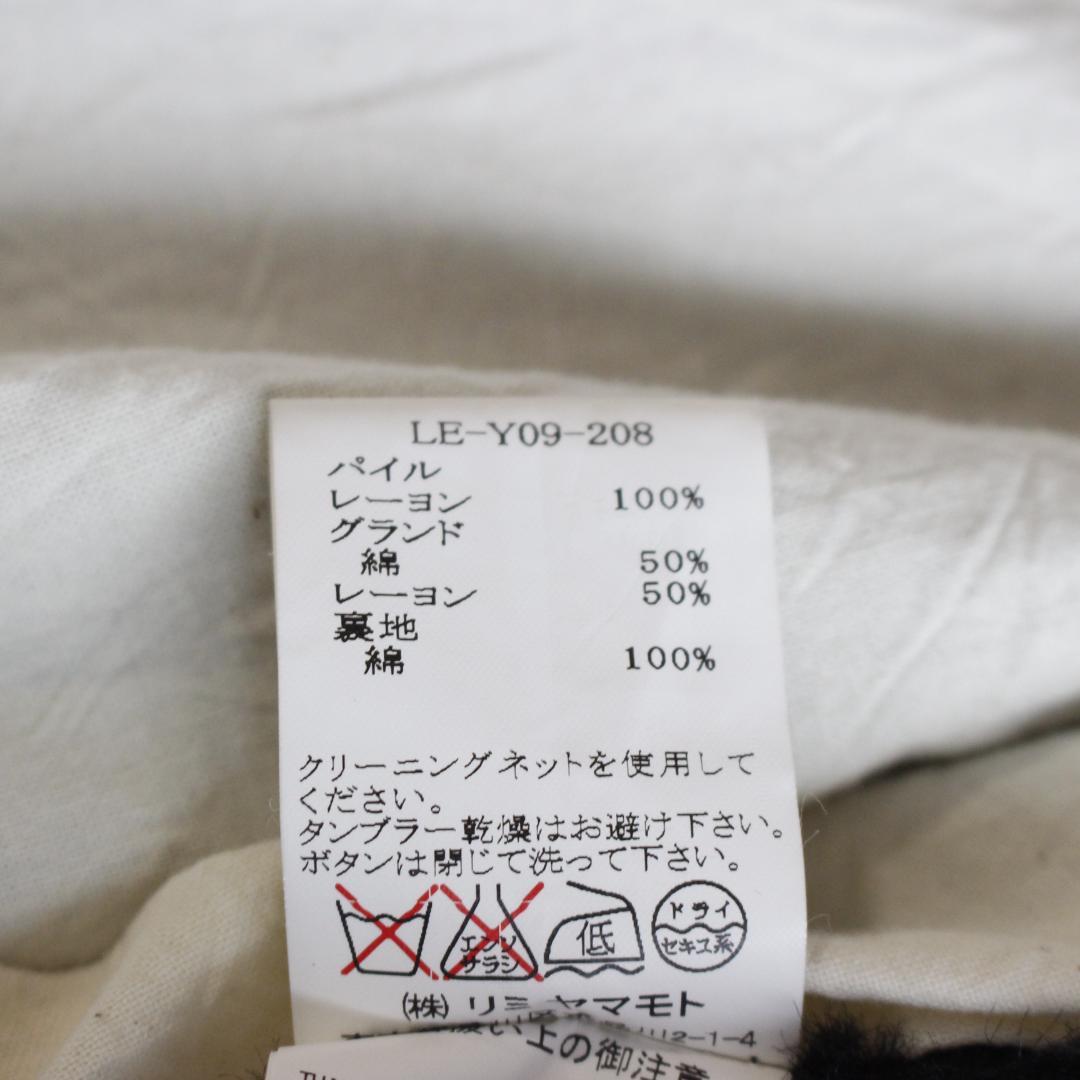 LE-Y09-208
パイル
レーヨン 100%
グランド
綿 50%
レーヨン 50%
裏地
綿 100%
クリーニングネットを使用して
ください。
タンブラー乾燥はお避け下さい。
ボタンは閉じて洗って下さい。
エンソ
サラシ
低
ドライ
セキユ系
(株) リミ ヤマモト
2-1-4
上の御注意